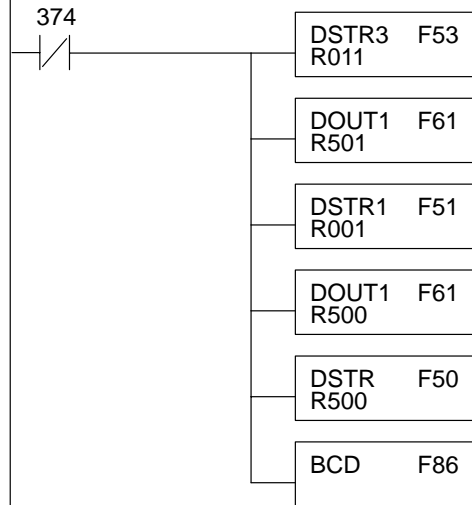 374
DSTR3 F53
R011
DOUT1 F61
R501
DSTR1 F51
R001
DOUT1 F61
R500
DSTR F50
R500
BCD F86